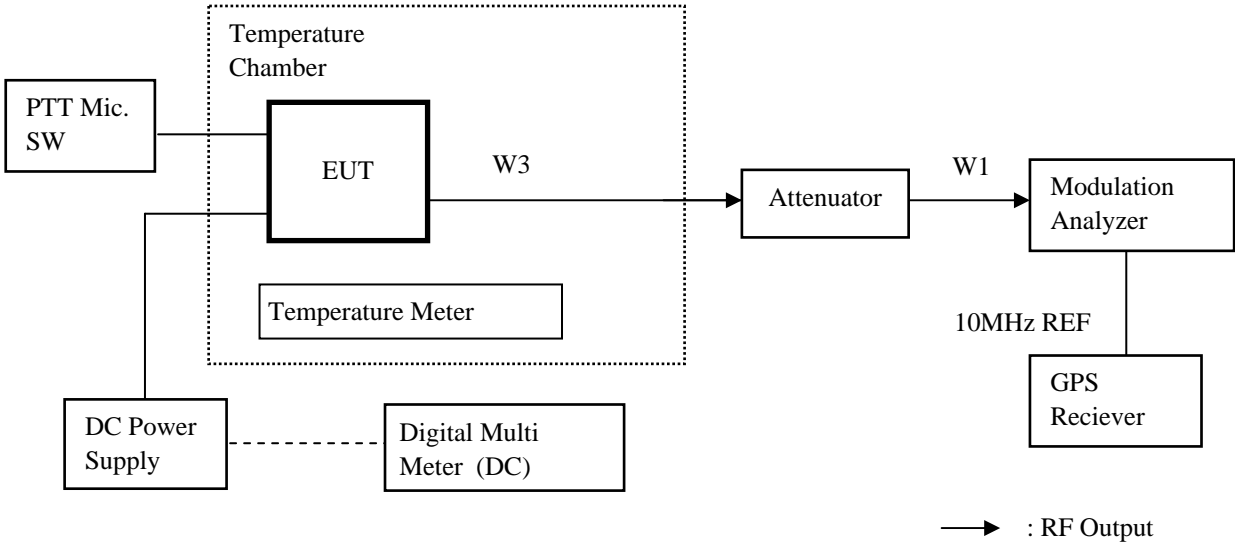 Temperature
Chamber
PTT Mic.
SW
EUT
W3
Attenuator
W1
Modulation
Analyzer
Temperature Meter
10MHz REF
GPS
Reciever
DC Power
Supply
Digital Multi
Meter (DC)
: RF Output